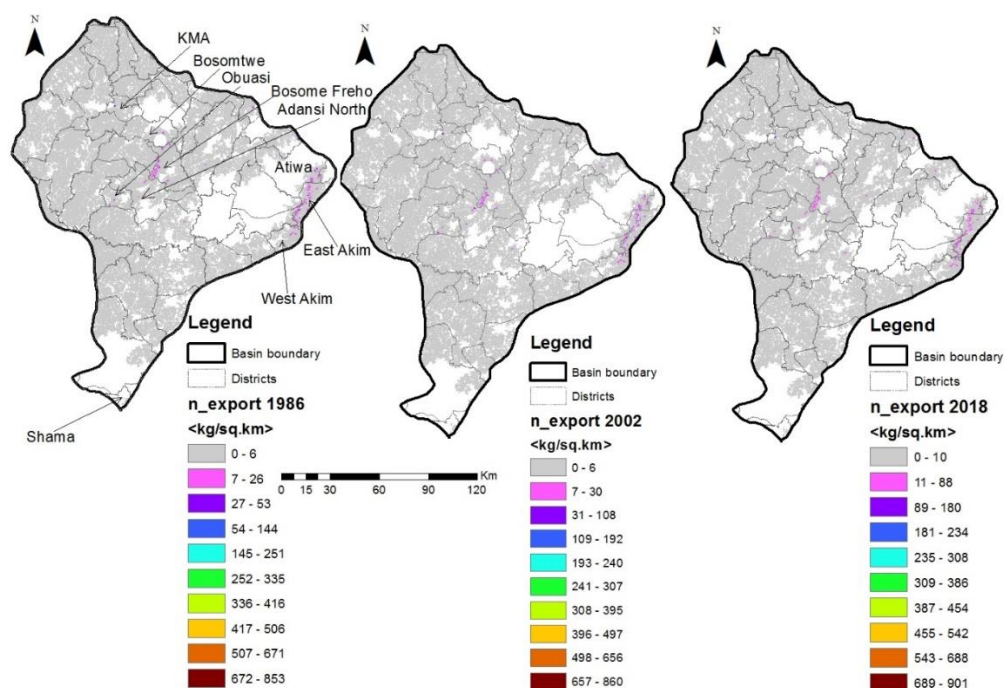 N
KMA
Bosomtwe
Obuasi
Bosome Freho
Adansi North
Atiwa
East Akim
West Akim
Shama
Legend
Basin boundary
Districts
n_export 1986
<kg/sq.km>
0 - 6
7 - 26
27 - 53
54 - 144
145 - 251
252 - 335
336 - 416
417 - 506
507 - 671
672 - 853
Km
0 15 30 60 90 120
N
Legend
Basin boundary
Districts
n_export 2002
<kg/sq.km>
0 - 6
7 - 30
31 - 108
109 - 192
193 - 240
241 - 307
308 - 395
396 - 497
498 - 656
657 - 860
N
Legend
Basin boundary
Districts
n_export 2018
<kg/sq.km>
0 - 10
11 - 88
89 - 180
181 - 234
235 - 308
309 - 386
387 - 454
455 - 542
543 - 688
689 - 901